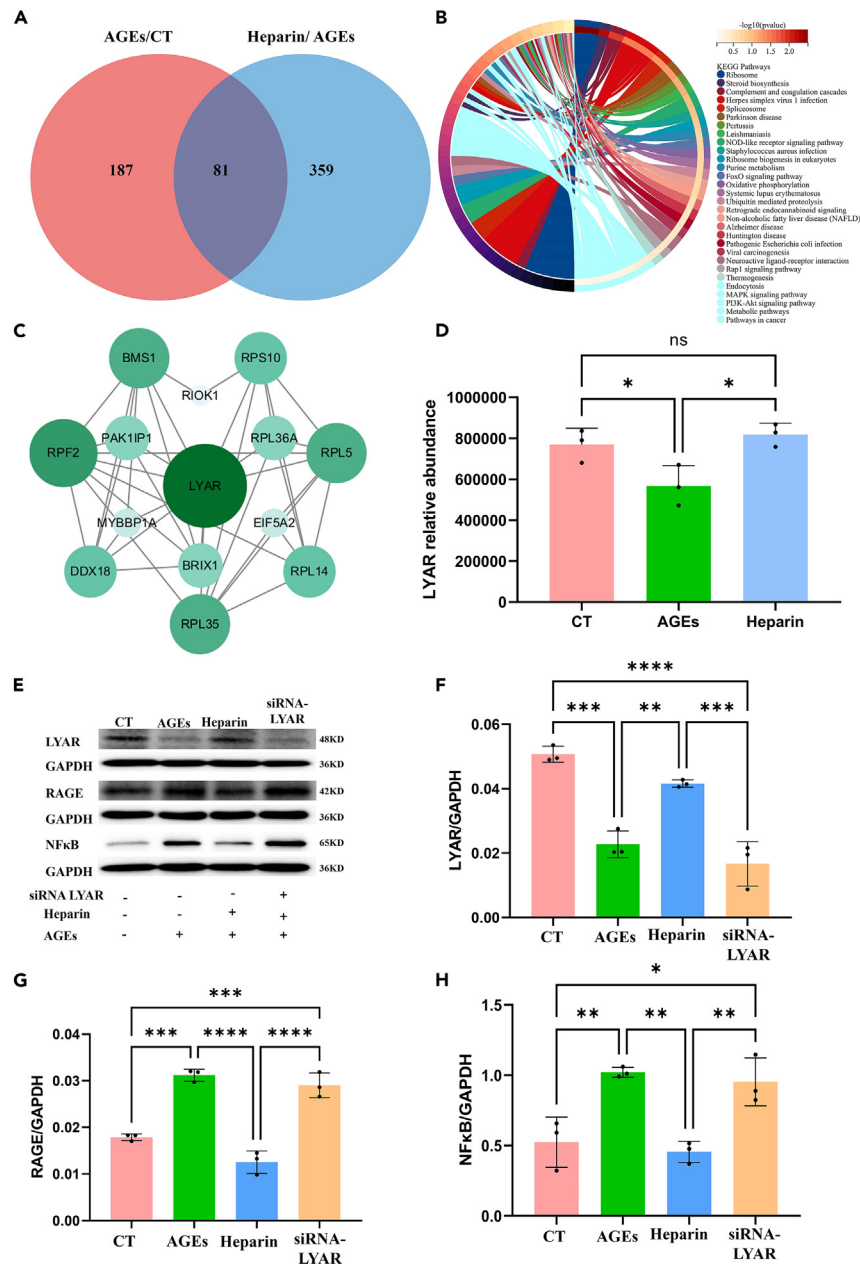 A
AGEs/CT
Heparin/ AGEs
187
81
359
B
-log10(pvalue)
0.5 1.0 1.5 2.0
KEGG Pathways
Ribosome
Steroid biosynthesis
Complement and coagulation cascades
Herpes simplex virus 1 infection
Spliceosome
Parkinson disease
Pertussis
Leishmaniasis
NOD-like receptor signaling pathway
Staphylococcus aureus infection
Ribosome biogenesis in eukaryotes
Purine metabolism
FoxO signaling pathway
Oxidative phosphorylation
Systemic lupus erythematosus
Ubiquitin mediated proteolysis
Retrograde endocannabinoid signaling
Non-alcoholic fatty liver disease (NAFLD)
Alzheimer disease
Huntington disease
Pathogenic Escherichia coli infection
Viral carcinogenesis
Neuroactive ligand-receptor interaction
Rap1 signaling pathway
Thermogenesis
Endocytosis
MAPK signaling pathway
PI3K-Akt signaling pathway
Metabolic pathways
Pathways in cancer
C
BMS1
RPS10
RIOK1
PAK1IP1
RPL36A
RPF2
RPL5
LYAR
MYBBP1A
EIF5A2
DDX18
BRIX1
RPL14
RPL35
D
ns
* *
LYAR relative abundance
1000000
800000
600000
400000
200000
0
CT AGEs Heparin
E
CT AGEs Heparin siRNA-
LYAR
LYAR 48KD
GAPDH 36KD
RAGE 42KD
GAPDH 36KD
NFκB 65KD
GAPDH 36KD
siRNA LYAR - - - +
Heparin - - + +
AGEs - + + +
F
****
*** ** ***
LYAR/GAPDH
0.06
0.04
0.02
0.00
CT AGEs Heparin siRNA-
LYAR
G
***
*** **** ****
RAGE/GAPDH
0.04
0.03
0.02
0.01
0.00
CT AGEs Heparin siRNA-
LYAR
H
*
** ** **
NFκB/GAPDH
1.5
1.0
0.5
0.0
CT AGEs Heparin siRNA-
LYAR